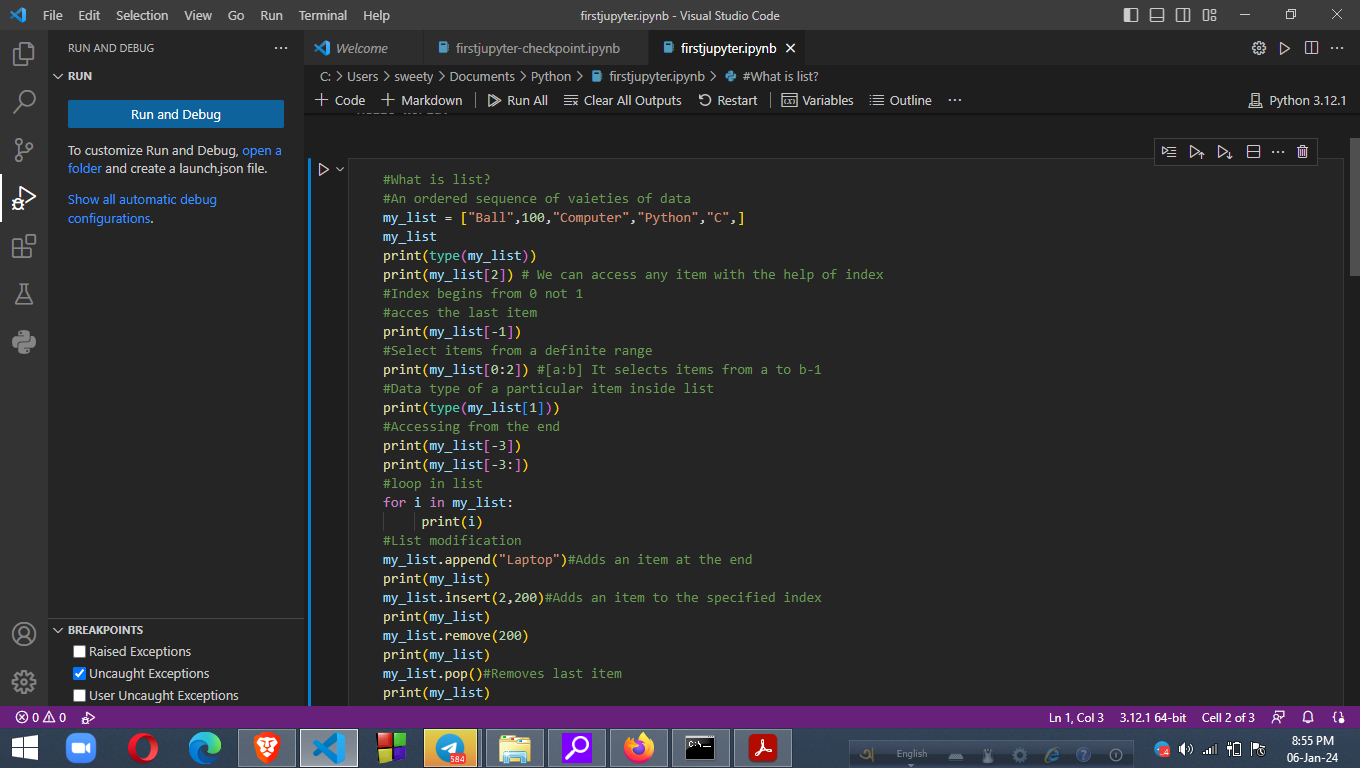 File Edit Selection View Go Run Terminal Help
firstjupyter.ipynb - Visual Studio Code
RUN AND DEBUG
RUN
Run and Debug
To customize Run and Debug, open a
folder and create a launch.json file.
Show all automatic debug
configurations.
BREAKPOINTS
Raised Exceptions
Uncaught Exceptions
User Uncaught Exceptions
Welcome firstjupyter-checkpoint.ipynb firstjupyter.ipynb
C: > Users > sweety > Documents > Python > firstjupyter.ipynb > #What is list?
+ Code + Markdown Run All Clear All Outputs Restart Variables Outline ... Python 3.12.1
#What is list?
#An ordered sequence of vaieties of data
my_list = ["Ball",100,"Computer","Python","C",]
my_list
print(type(my_list))
print(my_list[2]) # We can access any item with the help of index
#Index begins from 0 not 1
#acces the last item
print(my_list[-1])
#Select items from a definite range
print(my_list[0:2]) #[a:b] It selects items from a to b-1
#Data type of a particular item inside list
print(type(my_list[1]))
#Accessing from the end
print(my_list[-3])
print(my_list[-3:])
#loop in list
for i in my_list:
print(i)
#List modification
my_list.append("Laptop")#Adds an item at the end
print(my_list)
my_list.insert(2,200)#Adds an item to the specified index
print(my_list)
my_list.remove(200)
print(my_list)
my_list.pop()#Removes last item
print(my_list)
0 0
Ln 1, Col 3 3.12.1 64-bit Cell 2 of 3
584
C:\_
English
8:55 PM
06-Jan-24